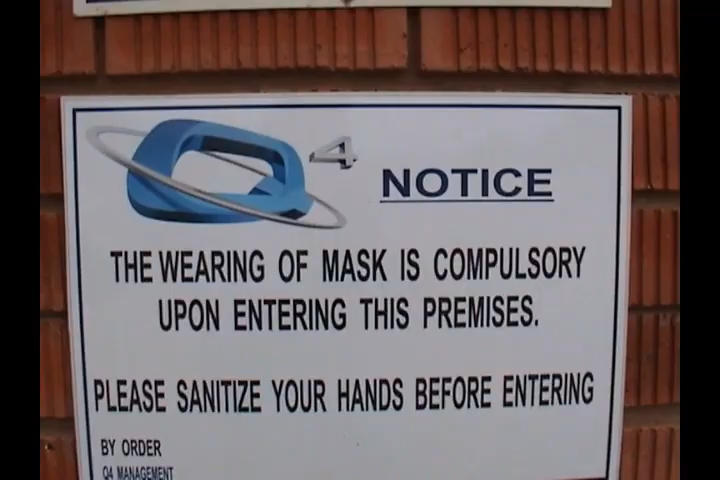 4
NOTICE
THE WEARING OF MASK IS COMPULSORY
UPON ENTERING THIS PREMISES.
PLEASE SANITIZE YOUR HANDS BEFORE ENTERING
BY ORDER
Q4 MANAGEMENT